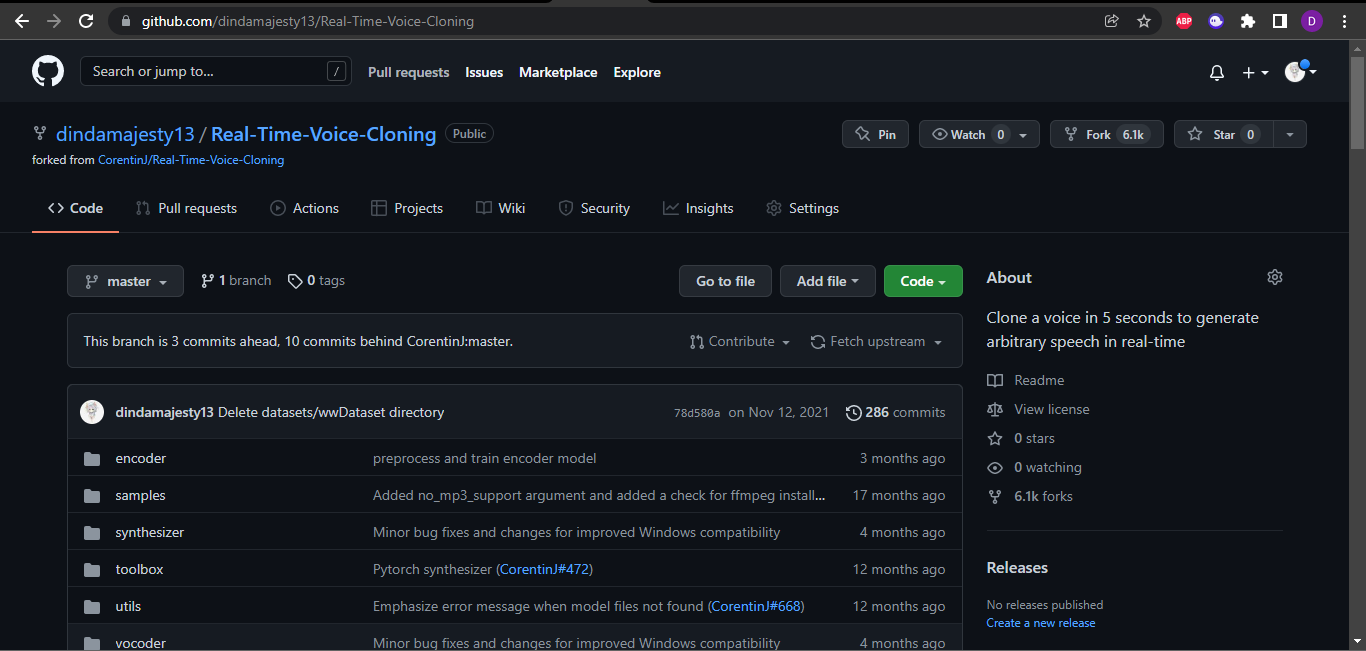 github.com/dindamajesty13/Real-Time-Voice-Cloning
ABP
D
Search or jump to...
/
Pull requests Issues Marketplace Explore
dindamajesty13 / Real-Time-Voice-Cloning Public
Pin
Watch 0
Fork 6.1k
Star 0
forked from CorentinJ/Real-Time-Voice-Cloning
Code Pull requests Actions Projects Wiki Security Insights Settings
master 1 branch 0 tags
Go to file Add file Code
This branch is 3 commits ahead, 10 commits behind CorentinJ:master.
Contribute Fetch upstream
dindamajesty13 Delete datasets/wwDataset directory 78d580a on Nov 12, 2021 286 commits
encoder preprocess and train encoder model 3 months ago
samples Added no_mp3_support argument and added a check for ffmpeg install... 17 months ago
synthesizer Minor bug fixes and changes for improved Windows compatibility 4 months ago
toolbox Pytorch synthesizer (CorentinJ#472) 12 months ago
utils Emphasize error message when model files not found (CorentinJ#668) 12 months ago
vocoder Minor bug fixes and changes for improved Windows compatibility 4 months ago
About
Clone a voice in 5 seconds to generate
arbitrary speech in real-time
Readme
View license
0 stars
0 watching
6.1k forks
Releases
No releases published
Create a new release